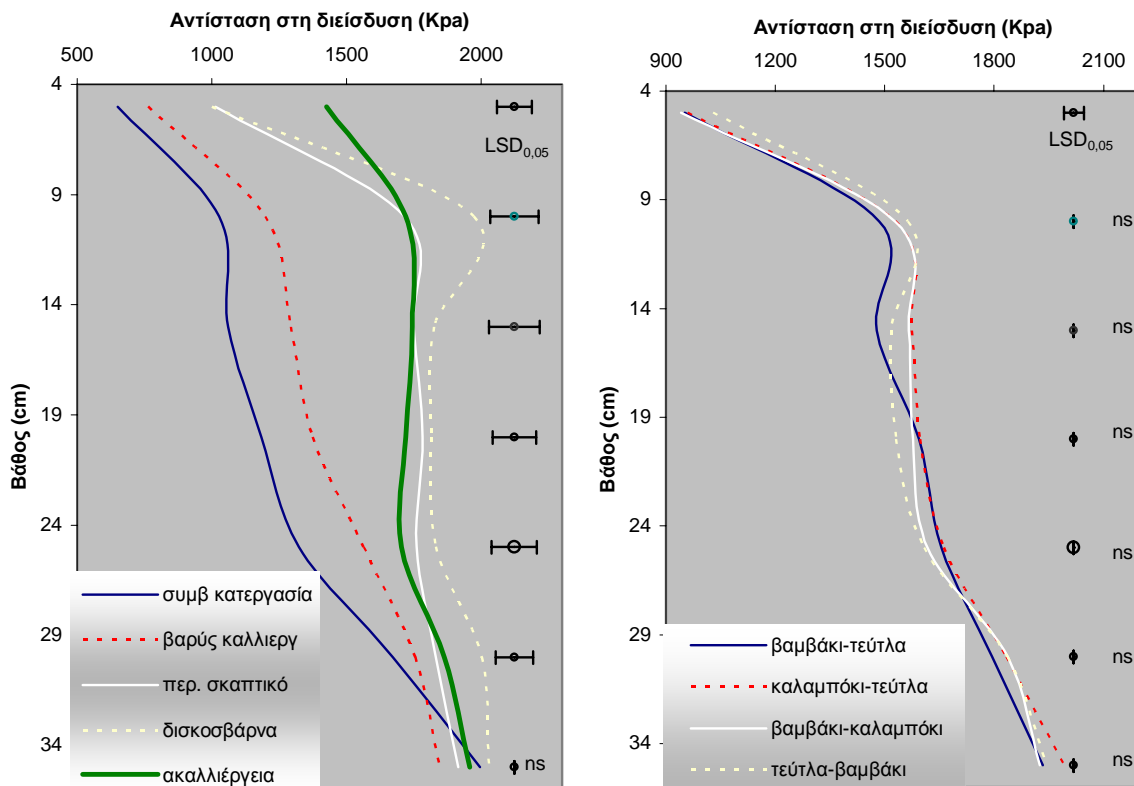 Αντίσταση στη διείσδυση (Kpa)
500 1000 1500 2000
4
9
14
19
24
29
34
Βάθος (cm)
LSD0,05
ns
συμβ κατεργασία
βαρύς καλλιεργ
περ. σκαπτικό
δισκοσβάρνα
ακαλλιέργεια
Αντίσταση στη διείσδυση (Kpa)
900 1200 1500 1800 2100
4
9
14
19
24
29
34
Βάθος (cm)
LSD0,05
ns
ns
ns
ns
ns
ns
βαμβάκι-τεύτλα
καλαμπόκι-τεύτλα
βαμβάκι-καλαμπόκι
τεύτλα-βαμβάκι